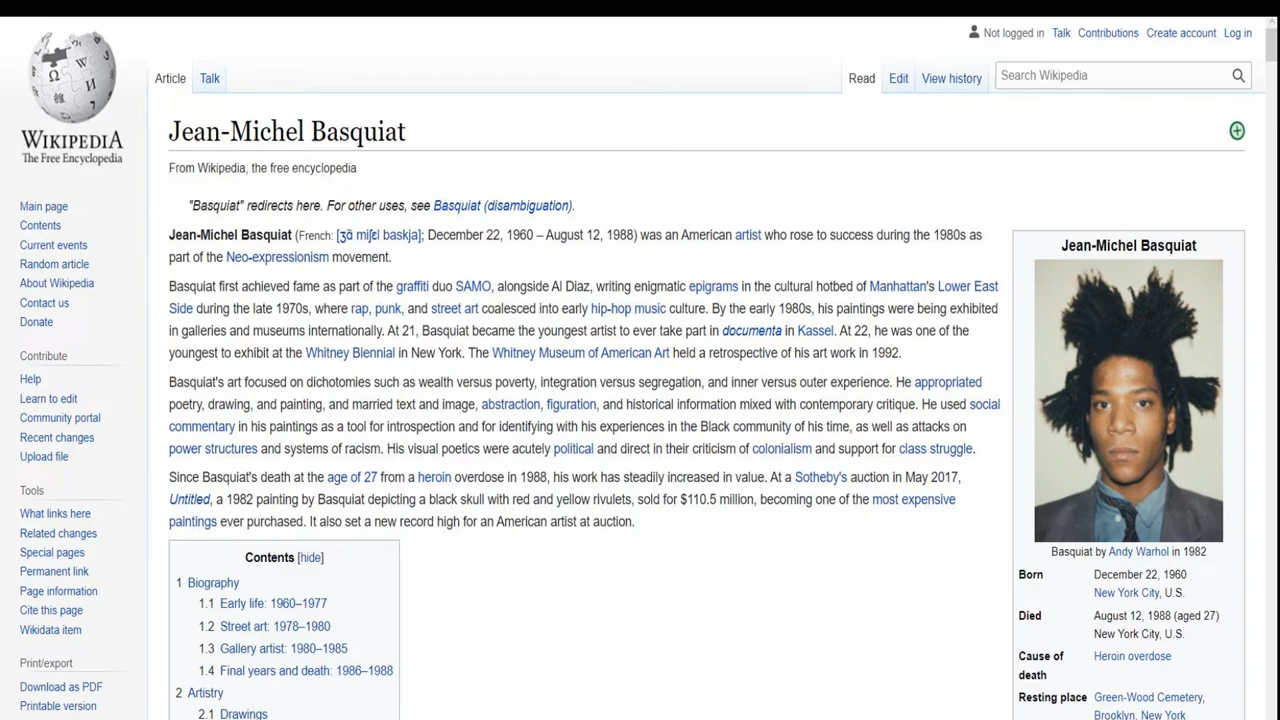 Not logged in Talk Contributions Create account Log in
Article Talk Read Edit View history Search Wikipedia
WIKIPEDIA
The Free Encyclopedia
Main page
Contents
Current events
Random article
About Wikipedia
Contact us
Donate
Contribute
Help
Learn to edit
Community portal
Recent changes
Upload file
Tools
What links here
Related changes
Special pages
Permanent link
Page information
Cite this page
Wikidata item
Print/export
Download as PDF
Printable version
Jean-Michel Basquiat
From Wikipedia, the free encyclopedia
"Basquiat" redirects here. For other uses, see Basquiat (disambiguation).
Jean-Michel Basquiat (French: [ʒɑ̃ miʃɛl baskja]; December 22, 1960 – August 12, 1988) was an American artist who rose to success during the 1980s as
part of the Neo-expressionism movement.
Basquiat first achieved fame as part of the graffiti duo SAMO, alongside Al Diaz, writing enigmatic epigrams in the cultural hotbed of Manhattan's Lower East
Side during the late 1970s, where rap, punk, and street art coalesced into early hip-hop music culture. By the early 1980s, his paintings were being exhibited
in galleries and museums internationally. At 21, Basquiat became the youngest artist to ever take part in documenta in Kassel. At 22, he was one of the
youngest to exhibit at the Whitney Biennial in New York. The Whitney Museum of American Art held a retrospective of his art work in 1992.
Basquiat's art focused on dichotomies such as wealth versus poverty, integration versus segregation, and inner versus outer experience. He appropriated
poetry, drawing, and painting, and married text and image, abstraction, figuration, and historical information mixed with contemporary critique. He used social
commentary in his paintings as a tool for introspection and for identifying with his experiences in the Black community of his time, as well as attacks on
power structures and systems of racism. His visual poetics were acutely political and direct in their criticism of colonialism and support for class struggle.
Since Basquiat's death at the age of 27 from a heroin overdose in 1988, his work has steadily increased in value. At a Sotheby's auction in May 2017,
Untitled, a 1982 painting by Basquiat depicting a black skull with red and yellow rivulets, sold for $110.5 million, becoming one of the most expensive
paintings ever purchased. It also set a new record high for an American artist at auction.
Contents [hide]
1 Biography
1.1 Early life: 1960–1977
1.2 Street art: 1978–1980
1.3 Gallery artist: 1980–1985
1.4 Final years and death: 1986–1988
2 Artistry
2.1 Drawings
Jean-Michel Basquiat
Basquiat by Andy Warhol in 1982
Born December 22, 1960
New York City, U.S.
Died August 12, 1988 (aged 27)
New York City, U.S.
Cause of Heroin overdose
death
Resting place Green-Wood Cemetery,
Brooklyn, New York